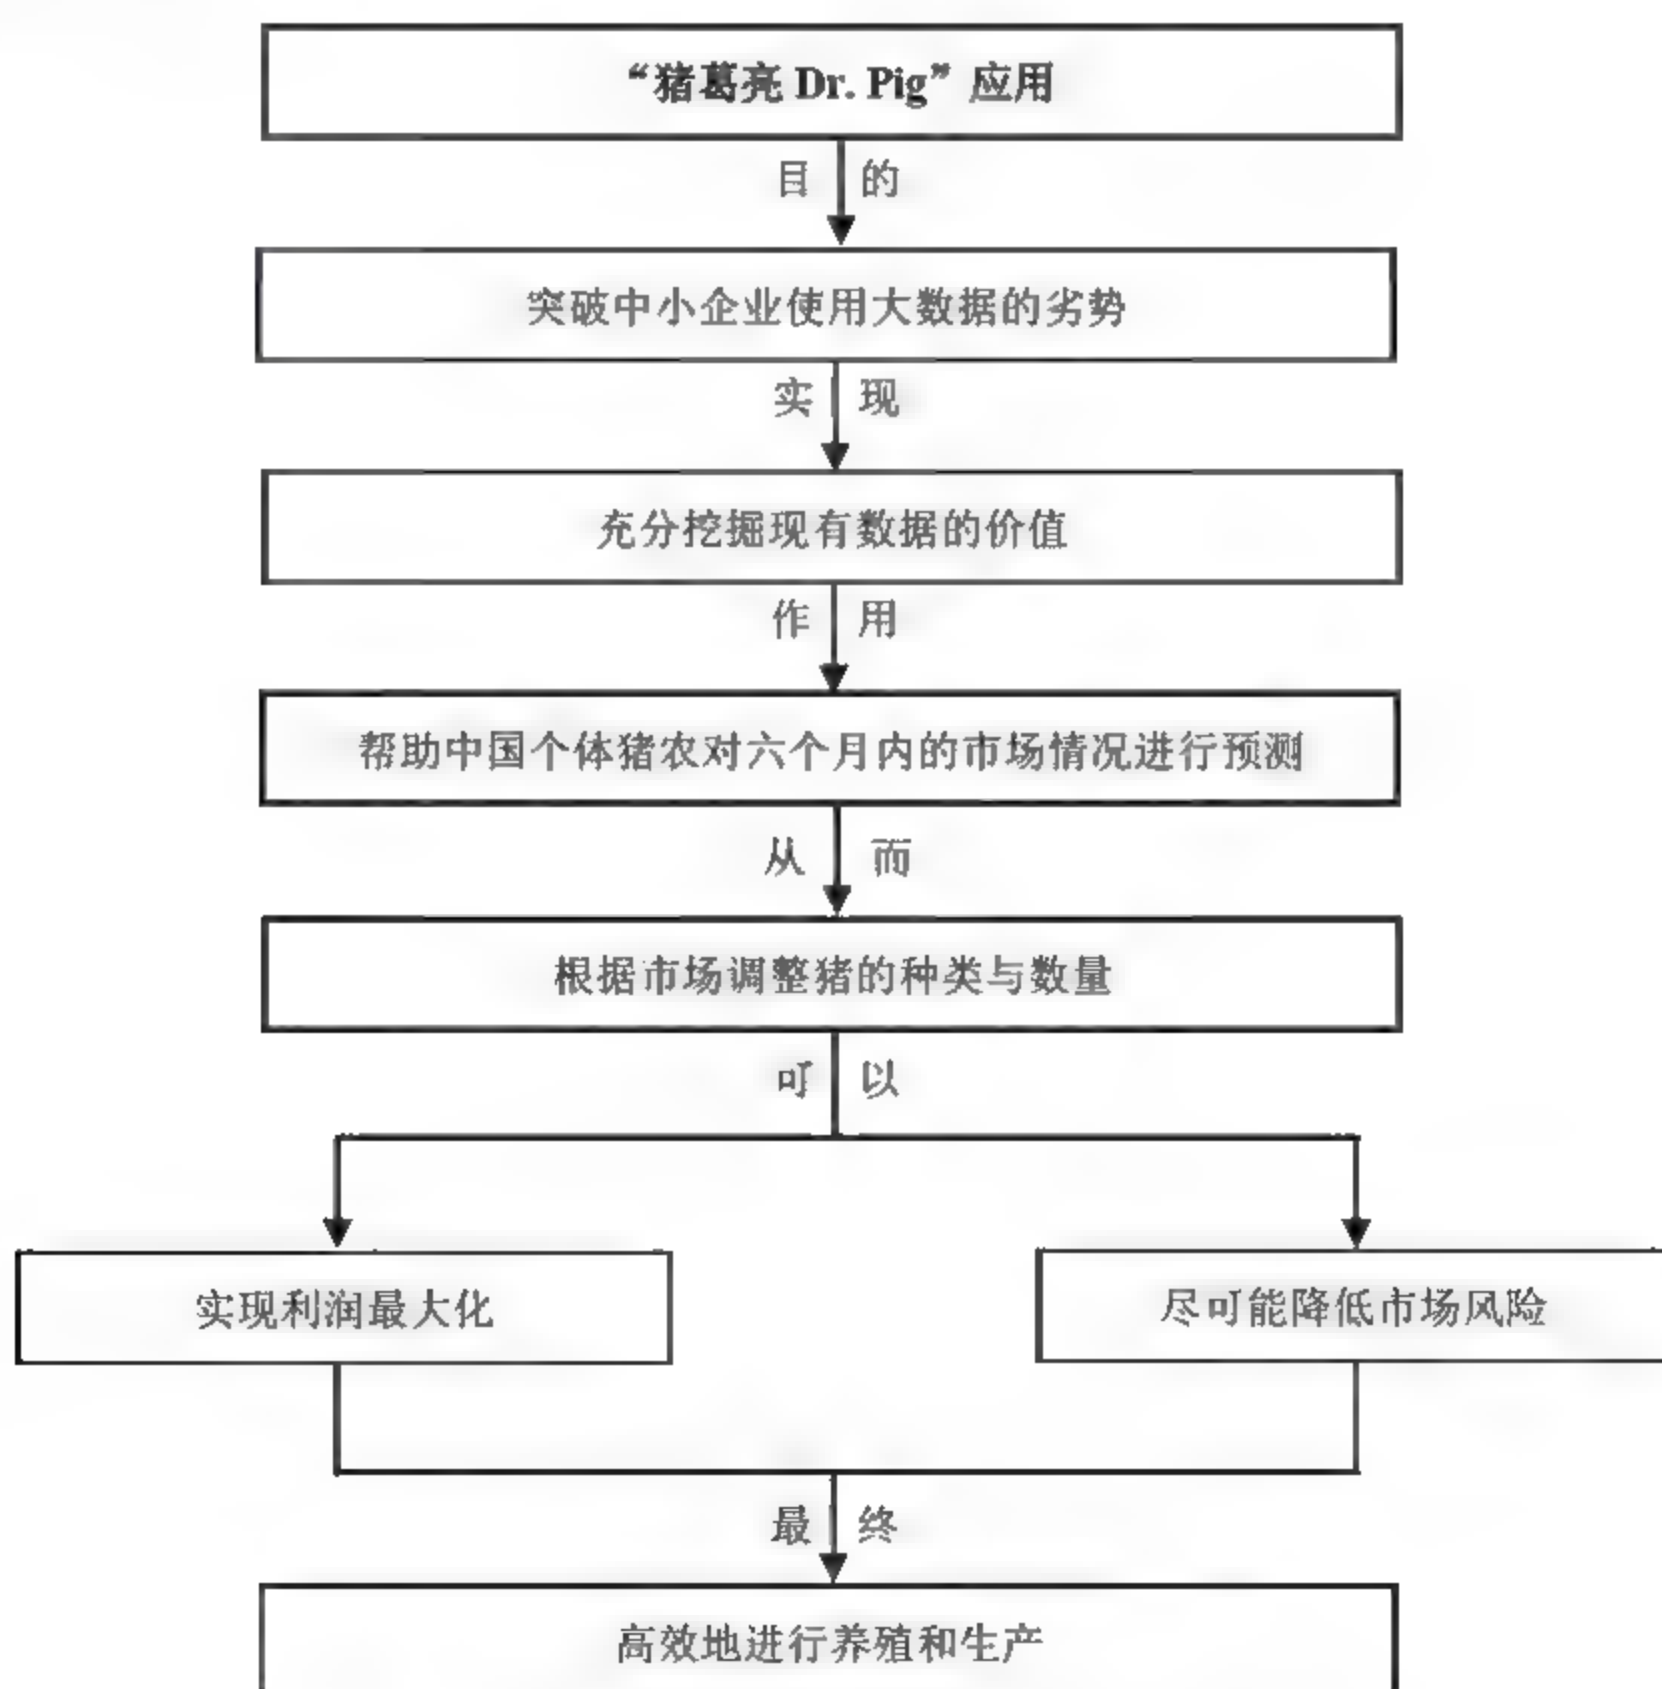 “猪葛亮 Dr. Pig”应用
目的
突破中小企业使用大数据的劣势
实现
充分挖掘现有数据的价值
作用
帮助中国个体猪农对六个月内的市场情况进行预测
从而
根据市场调整猪的种类与数量
可以
实现利润最大化
尽可能降低市场风险
最终
高效地进行养殖和生产